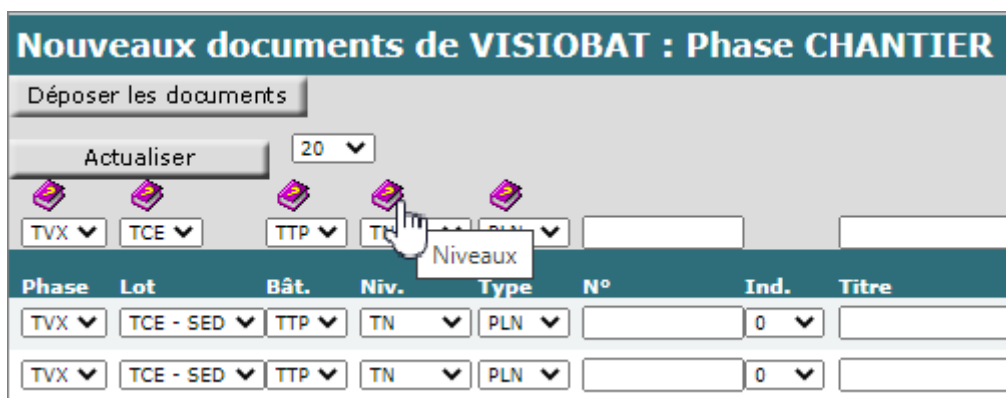 Nouveaux documents de VISIOBAT : Phase CHANTIER
Déposer les documents
Actualiser 20
TVX TCE TTP TN PLN
Niveaux
Phase Lot Bât. Niv. Type N° Ind. Titre
TVX TCE - SED TTP TN PLN 0
TVX TCE - SED TTP TN PLN 0